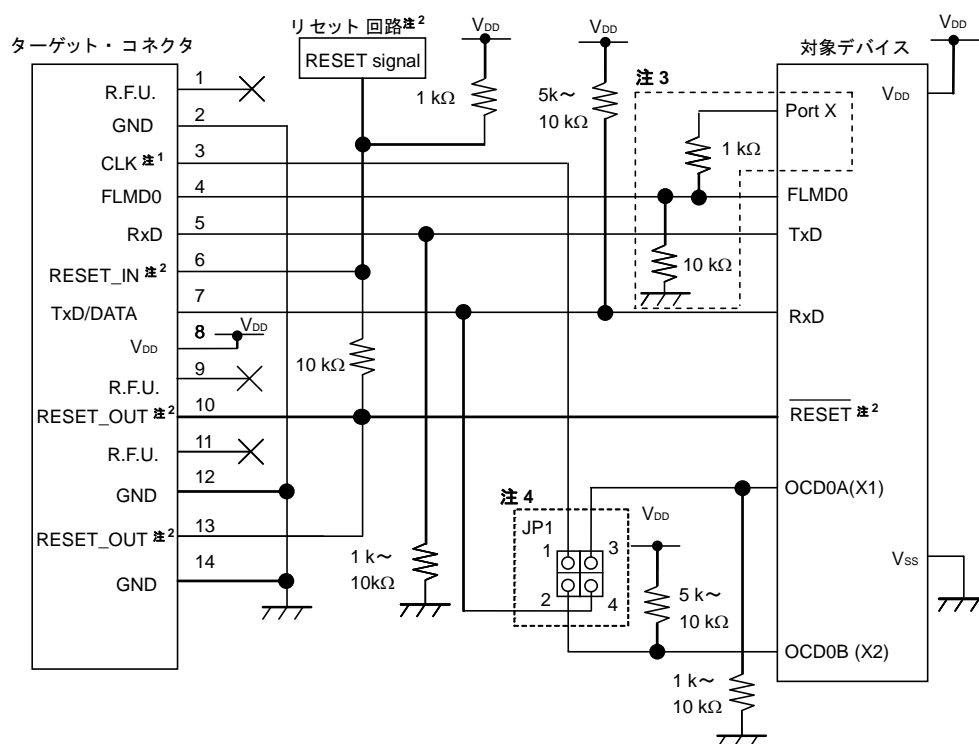 ターゲット・コネクタ
リセット 回路注2
RESET signal
VDD
1 kΩ
VDD
5k～
10 kΩ
対象デバイス
VDD
VDD
注3
Port X
1 kΩ
FLMD0
TxD
10 kΩ
RxD
RESET 注2
OCD0A(X1)
VSS
OCD0B (X2)
R.F.U.
1
GND
2
CLK 注1
3
FLMD0
4
RxD
5
RESET_IN 注2
6
TxD/DATA
7
VDD
8
VDD
R.F.U.
9
RESET_OUT 注2
10
R.F.U.
11
GND
12
RESET_OUT 注2
13
GND
14
10 kΩ
1 k～
10kΩ
注4
JP1
1
3
2
4
VDD
5 k～
10 kΩ
1 k～
10 kΩ